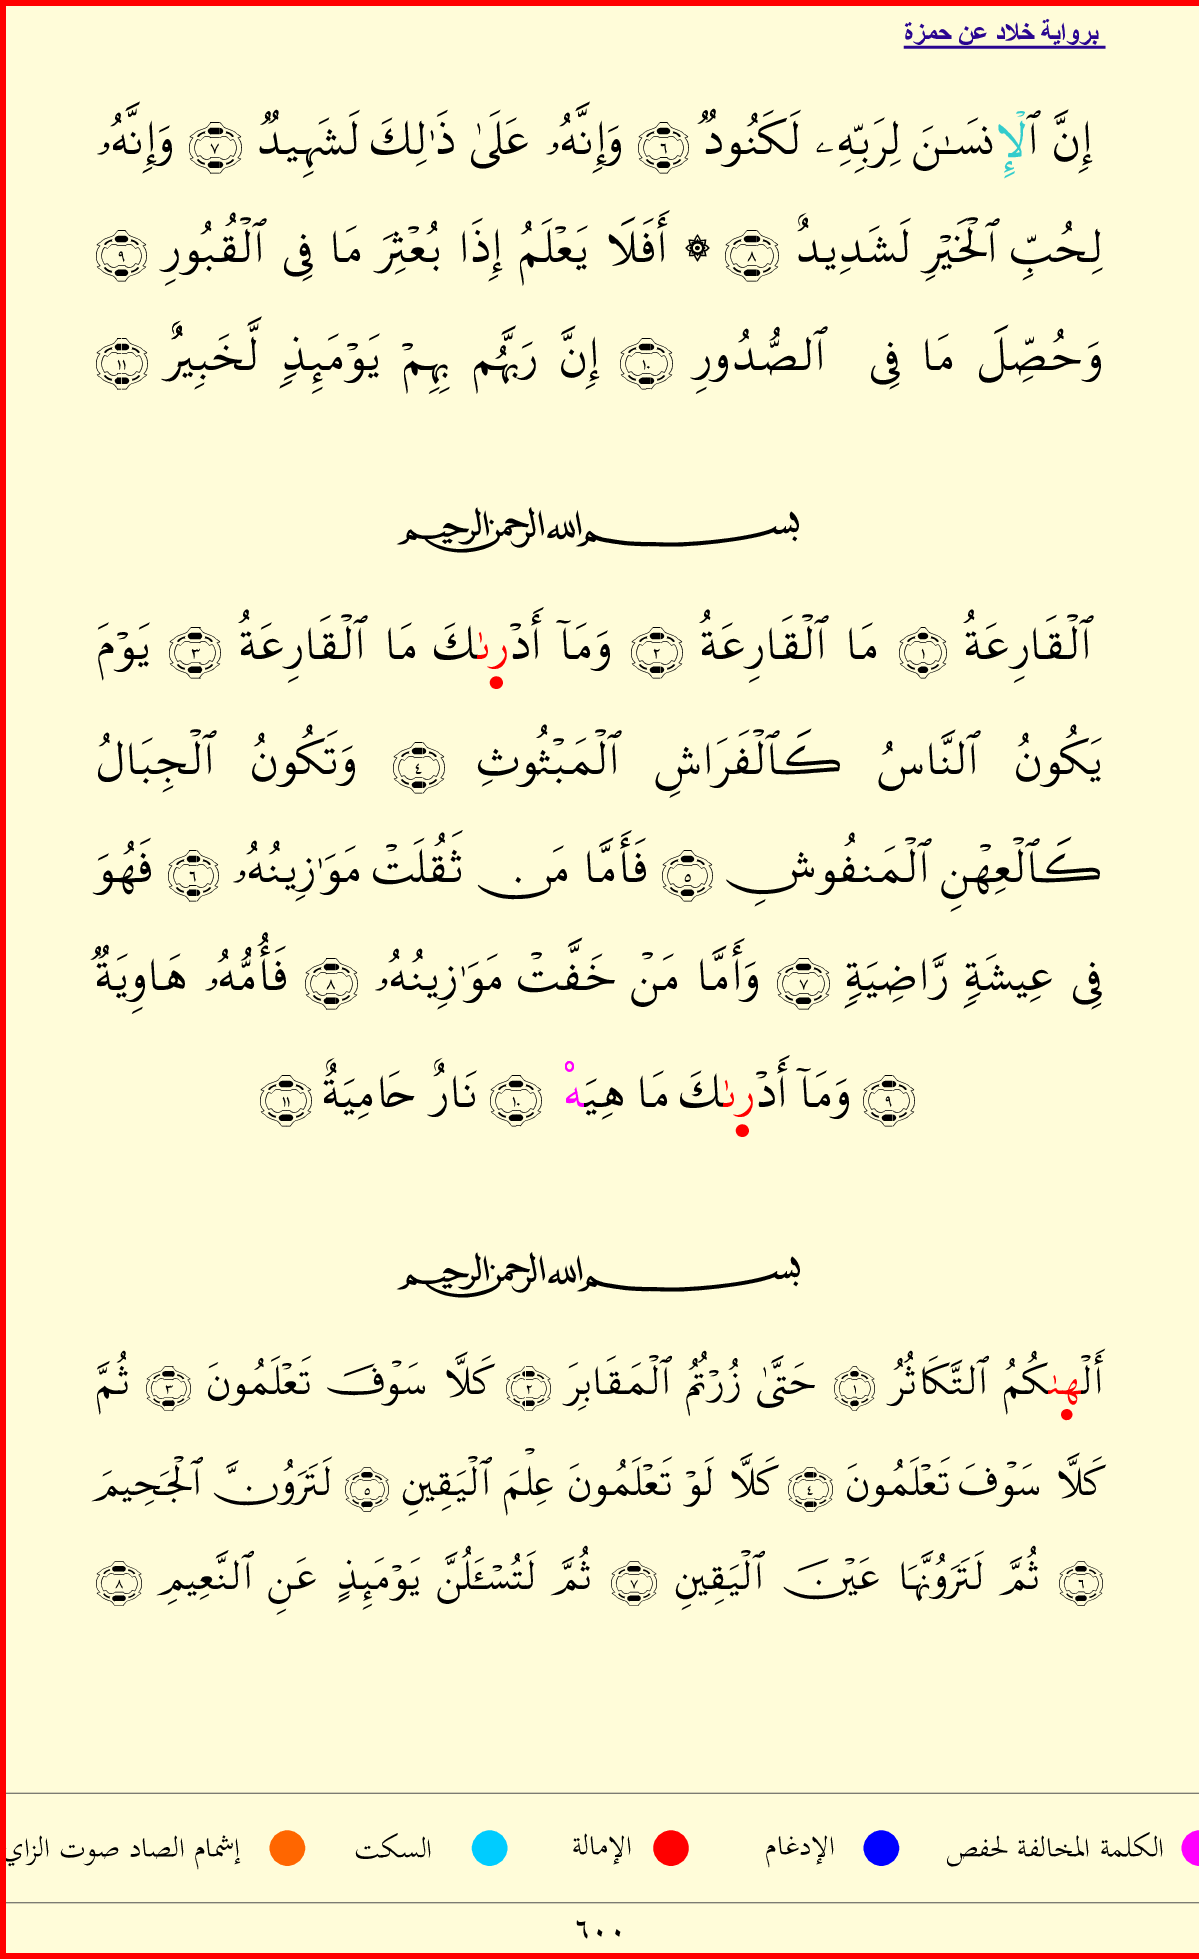 برواية خلاد عن حمزة
إِنَّ ٱلْإِنسَـٰنَ لِرَبِّهِۦ لَكَنُودٌ ٦ وَإِنَّهُۥ عَلَىٰ ذَٰلِكَ لَشَهِيدٌ ٧ وَإِنَّهُۥ
لِحُبِّ ٱلْخَيْرِ لَشَدِيدٌ ٨ ۞ أَفَلَا يَعْلَمُ إِذَا بُعْثِرَ مَا فِى ٱلْقُبُورِ ٩
وَحُصِّلَ مَا فِى ٱلصُّدُورِ ١٠ إِنَّ رَبَّهُم بِهِمْ يَوْمَئِذٍ لَّخَبِيرٌ ١١
بسم الله الرحمن الرحيم
ٱلْقَارِعَةُ ١ مَا ٱلْقَارِعَةُ ٢ وَمَآ أَدْرىٰكَ مَا ٱلْقَارِعَةُ ٣ يَوْمَ
يَكُونُ ٱلنَّاسُ كَٱلْفَرَاشِ ٱلْمَبْثُوثِ ٤ وَتَكُونُ ٱلْجِبَالُ
كَٱلْعِهْنِ ٱلْمَنفُوشِ ٥ فَأَمَّا مَن ثَقُلَتْ مَوَٰزِينُهُۥ ٦ فَهُوَ
فِى عِيشَةٍ رَّاضِيَةٍ ٧ وَأَمَّا مَنْ خَفَّتْ مَوَٰزِينُهُۥ ٨ فَأُمُّهُۥ هَاوِيَةٌ
٩ وَمَآ أَدْرىٰكَ مَا هِيَهْ ١٠ نَارٌ حَامِيَةٌ ١١
بسم الله الرحمن الرحيم
أَلْهىٰكُمُ ٱلتَّكَاثُرُ ١ حَتَّىٰ زُرْتُمُ ٱلْمَقَابِرَ ٢ كَلَّا سَوْفَ تَعْلَمُونَ ٣ ثُمَّ
كَلَّا سَوْفَ تَعْلَمُونَ ٤ كَلَّا لَوْ تَعْلَمُونَ عِلْمَ ٱلْيَقِينِ ٥ لَتَرَوُنَّ ٱلْجَحِيمَ
٦ ثُمَّ لَتَرَوُنَّهَا عَيْنَ ٱلْيَقِينِ ٧ ثُمَّ لَتُسْـَٔلُنَّ يَوْمَئِذٍ عَنِ ٱلنَّعِيمِ ٨
الكلمة المخالفة لحفص الإدغام الإمالة السكت إشمام الصاد صوت الزاي
٦٠٠